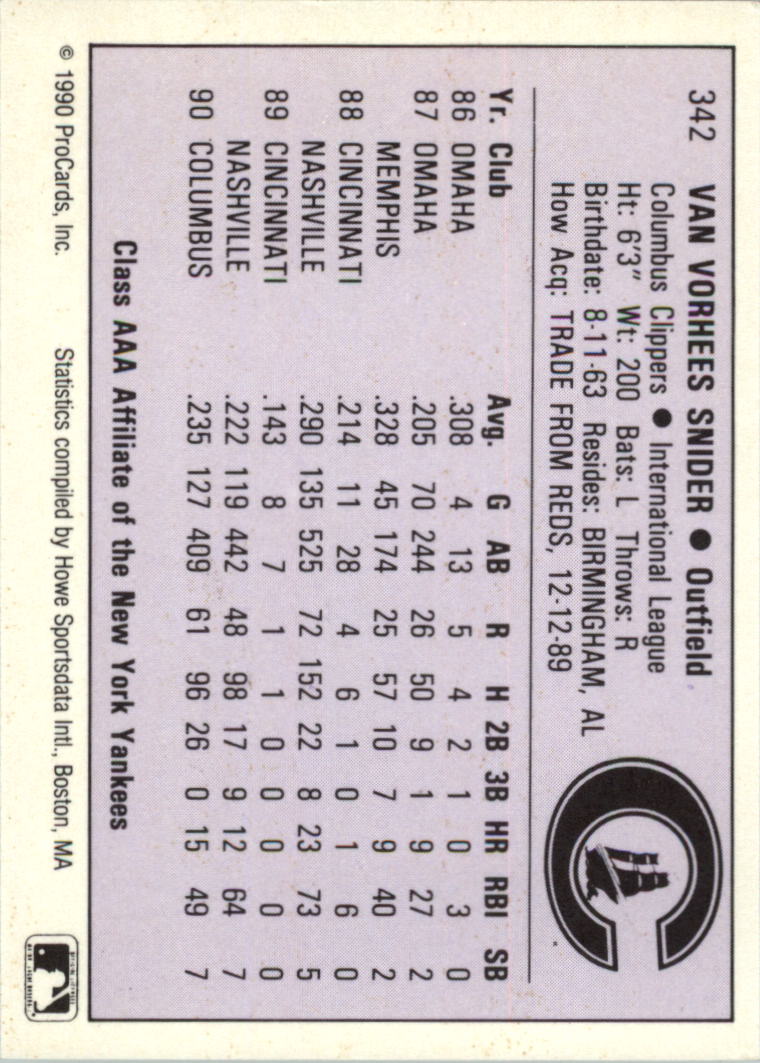 342 VAN VORHEES SNIDER ● Outfield
Columbus Clippers ● International League
Ht: 6'3" Wt: 200 Bats: L Throws: R
Birthdate: 8-11-63 Resides: BIRMINGHAM, AL
How Acq: TRADE FROM REDS, 12-12-89
Yr. Club Avg. G AB R H 2B 3B HR RBI SB
86 OMAHA .308 4 13 5 4 2 1 0 3 0
87 OMAHA .205 70 244 26 50 9 1 9 27 2
MEMPHIS .328 45 174 25 57 10 7 9 40 2
88 CINCINNATI .214 11 28 4 6 1 0 1 6 0
NASHVILLE .290 135 525 72 152 22 8 23 73 5
89 CINCINNATI .143 8 7 1 1 0 0 0 0 0
NASHVILLE .222 119 442 48 98 17 9 12 64 7
90 COLUMBUS .235 127 409 61 96 26 0 15 49 7
Class AAA Affiliate of the New York Yankees
© 1990 ProCards, Inc. Statistics compiled by Howe Sportsdata Intl., Boston, MA